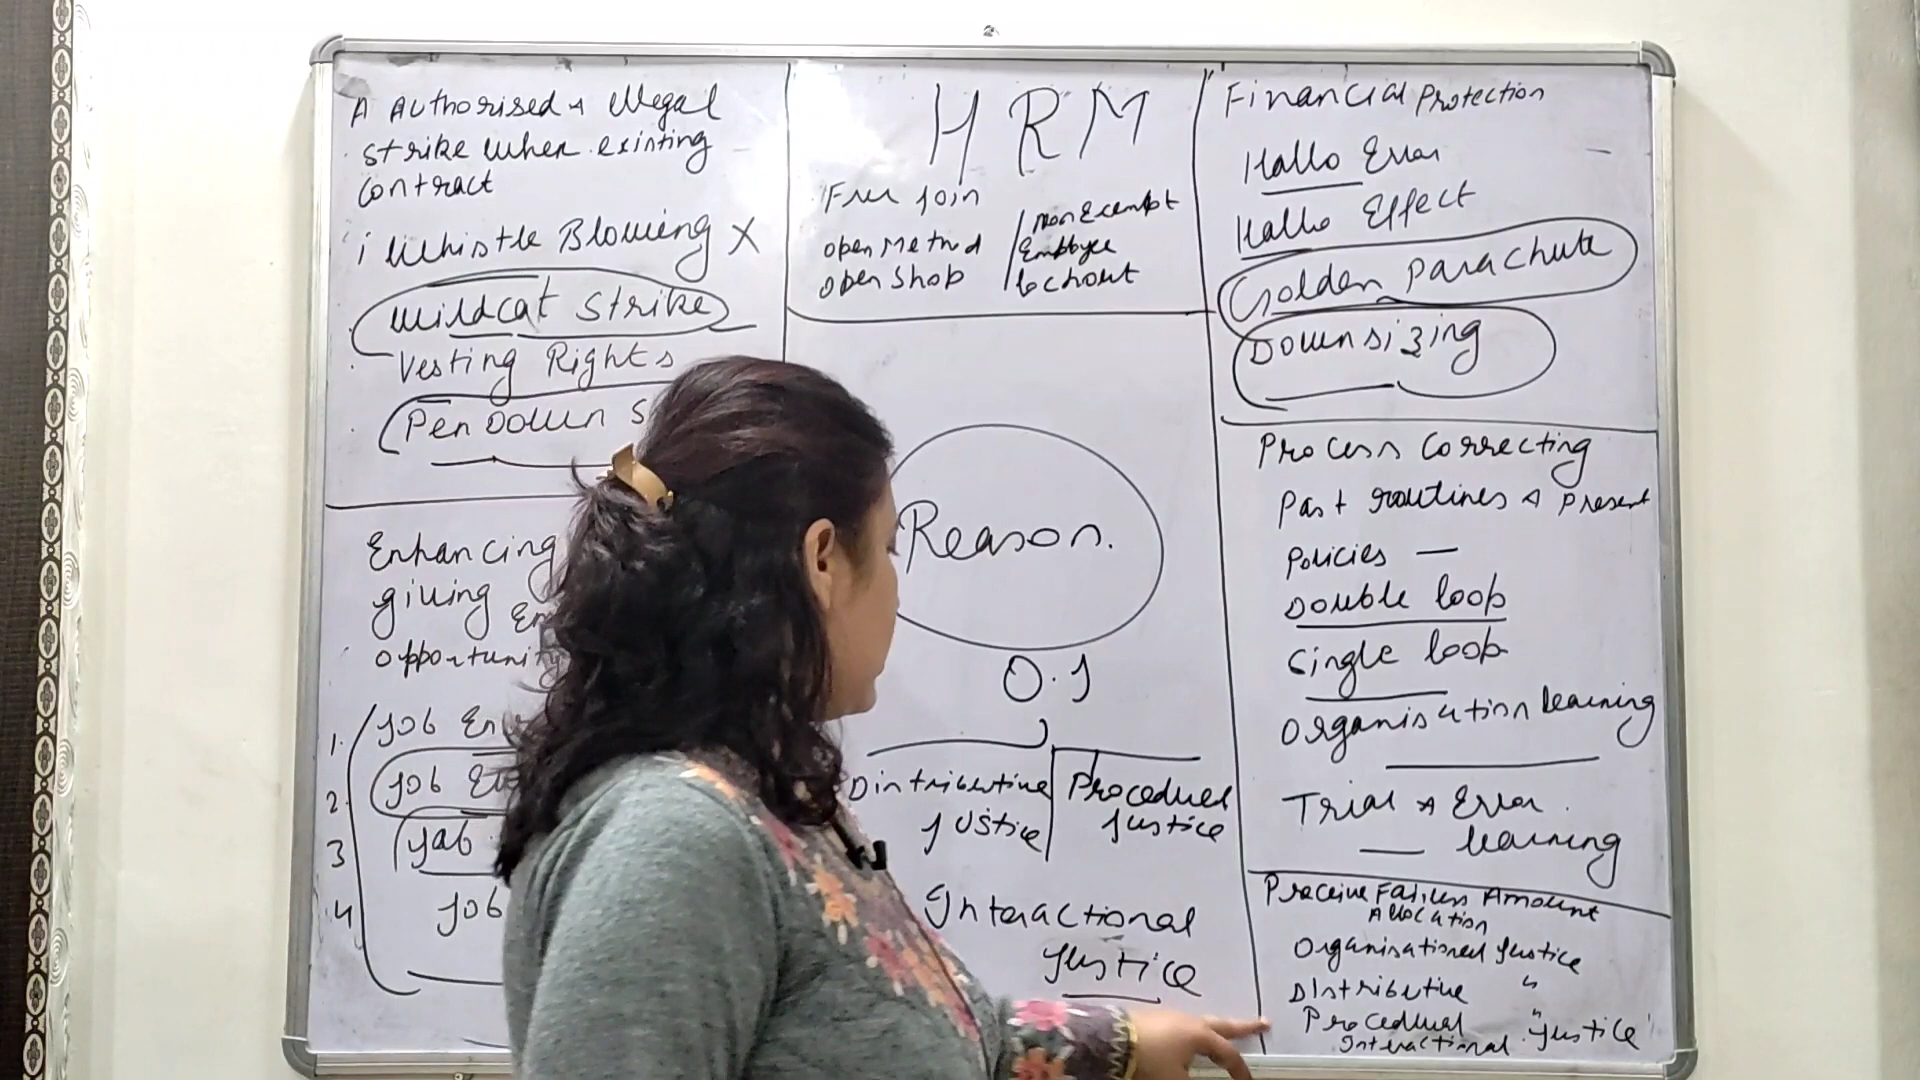 A Authorised & Illegal
strike when existing
contract
Whistle Blowing X
Wildcat Strike
Vesting Rights
Pen Down S
Enhancing
giving Em
opportunity
1. Job En
2. Job
3 Job
4 Job
HRM
Free Join
open Method
open shop
Non Exempt
Employee
lockout
Reason.
O.J
Distributive
Justice
Procedural
Justice
Interactional
Justice
Financial Protection
Hallo Error
Hallo Effect
Golden Parachute
Downsizing
Process Correcting
Past routines & Present
Policies —
Double loop
Single loop
Organisation learning
Trial & Error
learning
Amount
Allocation
Organisational Justice
Distributive "
Procedural "
Interactional Justice